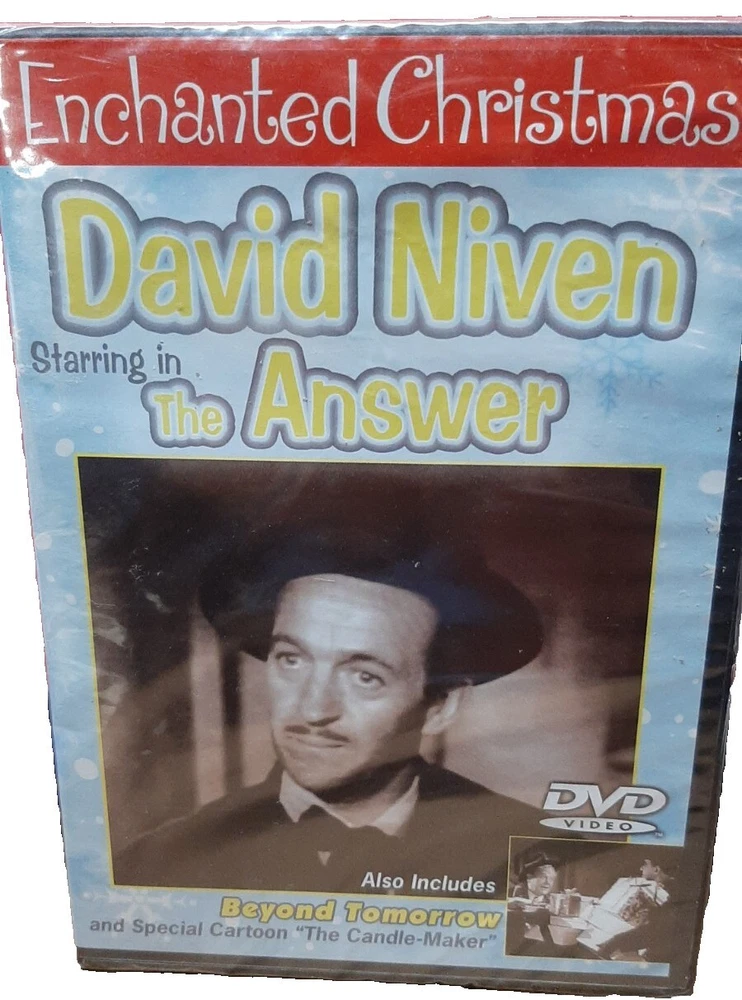 Enchanted Christmas
David Niven
Starring in
The Answer
DVD
VIDEO
Also Includes
Beyond Tomorrow
and Special Cartoon "The Candle-Maker"